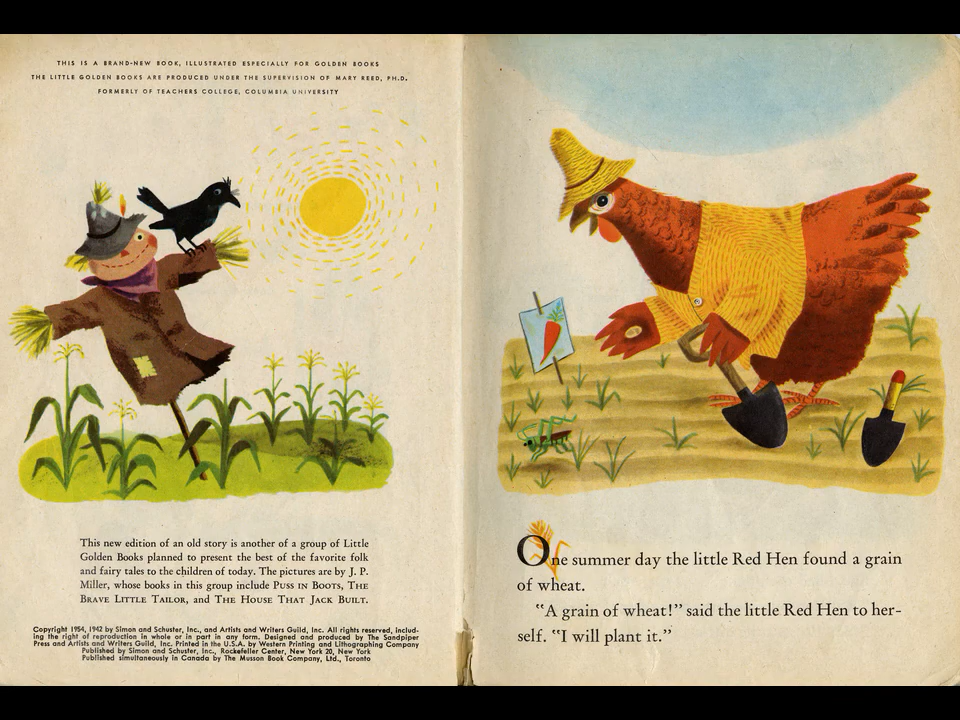 THIS IS A BRAND-NEW BOOK, ILLUSTRATED ESPECIALLY FOR GOLDEN BOOKS
THE LITTLE GOLDEN BOOKS ARE PRODUCED UNDER THE SUPERVISION OF MARY REED, PH.D.
FORMERLY OF TEACHERS COLLEGE, COLUMBIA UNIVERSITY
This new edition of an old story is another of a group of Little
Golden Books planned to present the best of the favorite folk
and fairy tales to the children of today. The pictures are by J. P.
Miller, whose books in this group include PUSS IN BOOTS, THE
BRAVE LITTLE TAILOR, and THE HOUSE THAT JACK BUILT.
Copyright 1954, 1942 by Simon and Schuster, Inc., and Artists and Writers Guild, Inc. All rights reserved, includ-
ing the right of reproduction in whole or in part in any form. Designed and produced by The Sandpiper
Press and Artists and Writers Guild, Inc. Printed in the U.S.A. by Western Printing and Lithographing Company
Published by Simon and Schuster, Inc., Rockefeller Center, New York 20, New York
Published simultaneously in Canada by The Musson Book Company, Ltd., Toronto
One summer day the little Red Hen found a grain
of wheat.
"A grain of wheat!" said the little Red Hen to her-
self. "I will plant it."